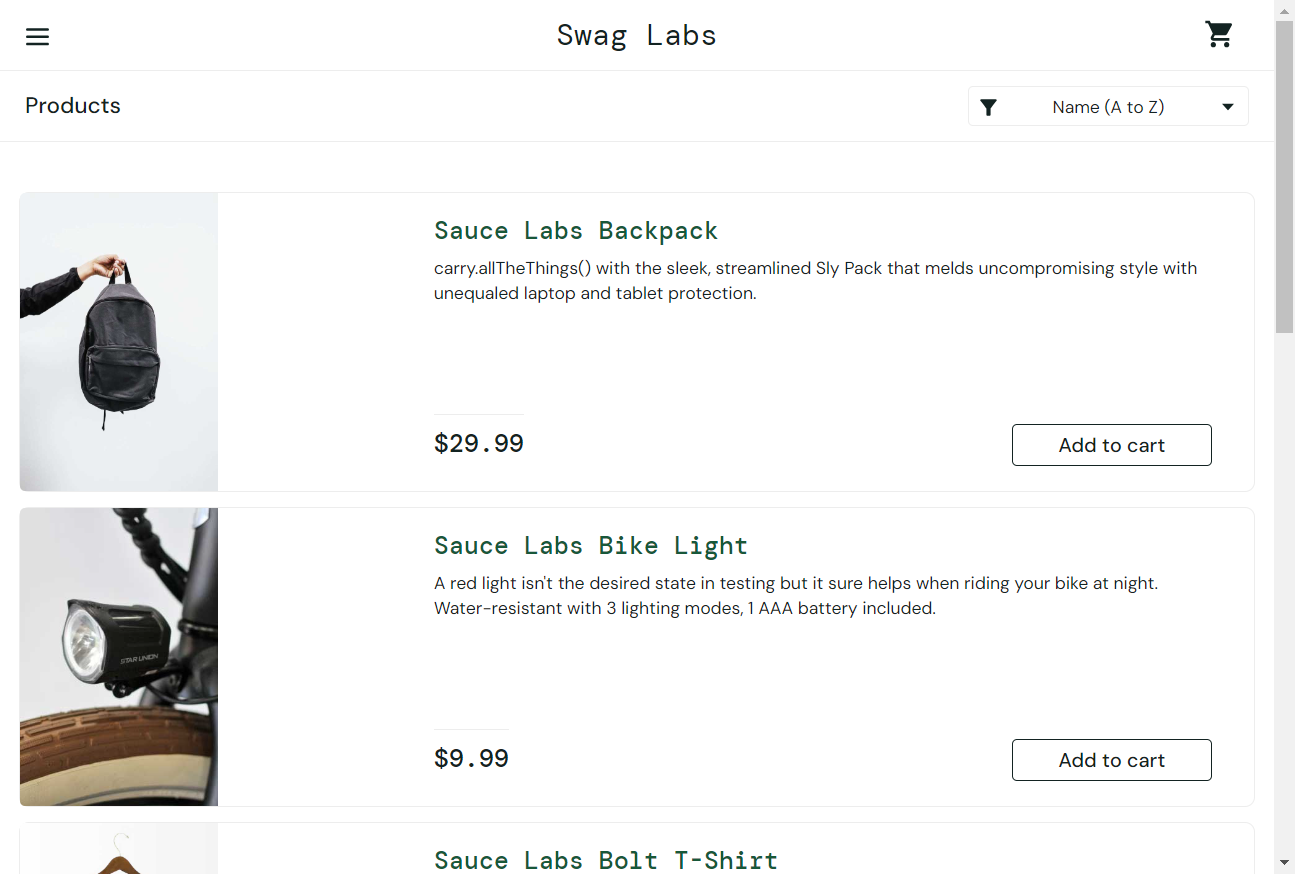 Swag Labs
Products
Name (A to Z)
Sauce Labs Backpack
carry.allTheThings() with the sleek, streamlined Sly Pack that melds uncompromising style with
unequaled laptop and tablet protection.
$29.99
Add to cart
Sauce Labs Bike Light
A red light isn't the desired state in testing but it sure helps when riding your bike at night.
Water-resistant with 3 lighting modes, 1 AAA battery included.
STAR UNION
$9.99
Add to cart
Sauce Labs Bolt T-Shirt